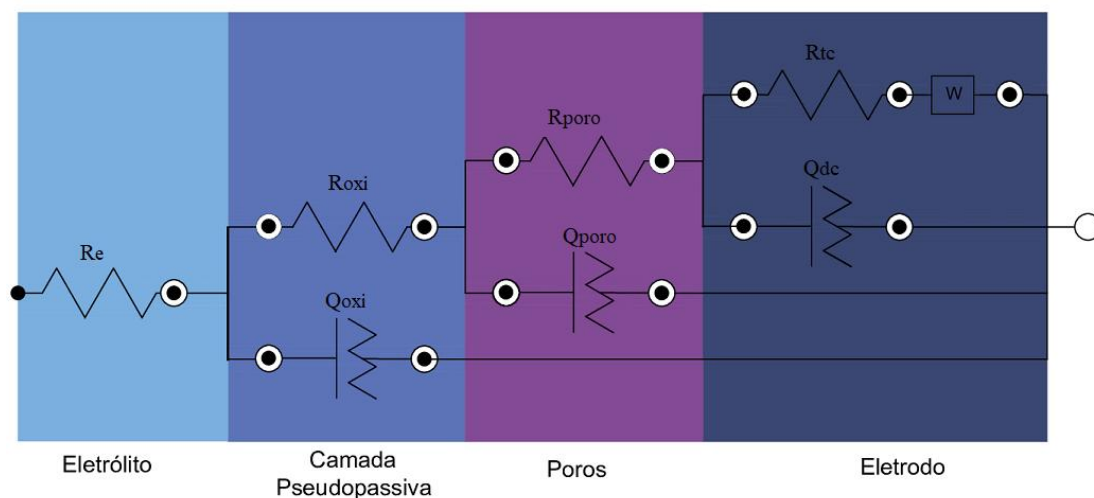 Rtc
W
Rporo
Qdc
Roxi
Qporo
Re
Qoxi
Eletrólito
Camada
Pseudopassiva
Poros
Eletrodo